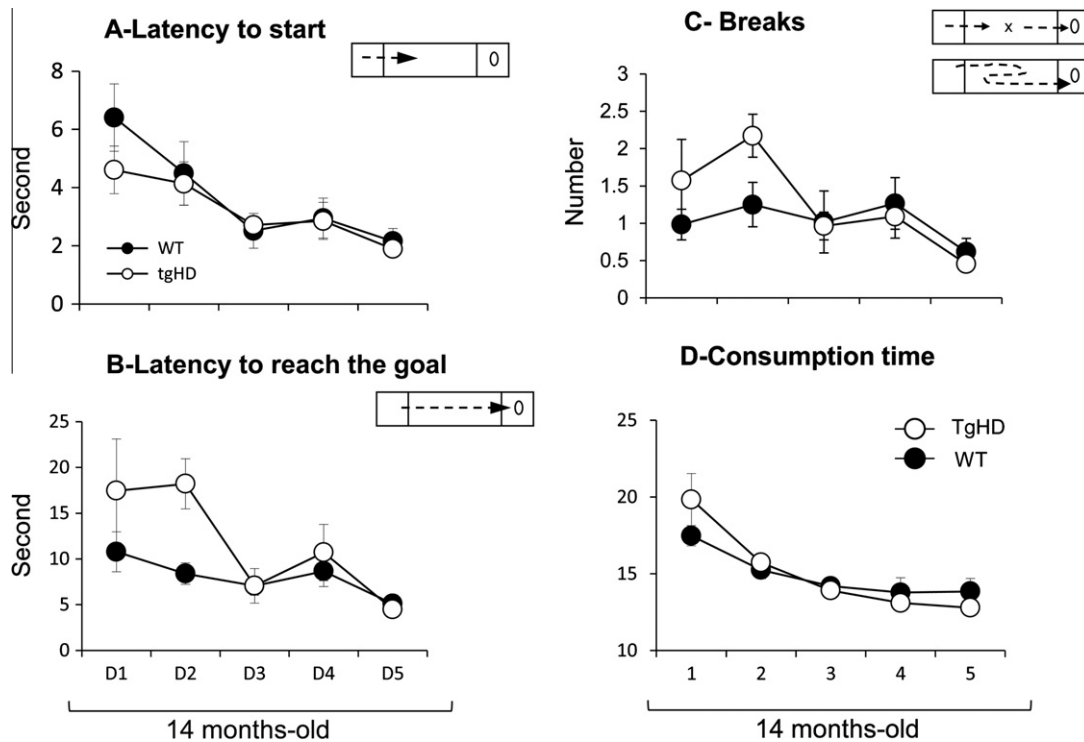 A-Latency to start
0
8
6
4
2
0
Second
WT
tgHD
C- Breaks
x
0
0
3
2.5
2
1.5
1
0.5
0
Number
B-Latency to reach the goal
0
25
20
15
10
5
0
Second
D1 D2 D3 D4 D5
14 months-old
D-Consumption time
25
20
15
10
TgHD
WT
1 2 3 4 5
14 months-old